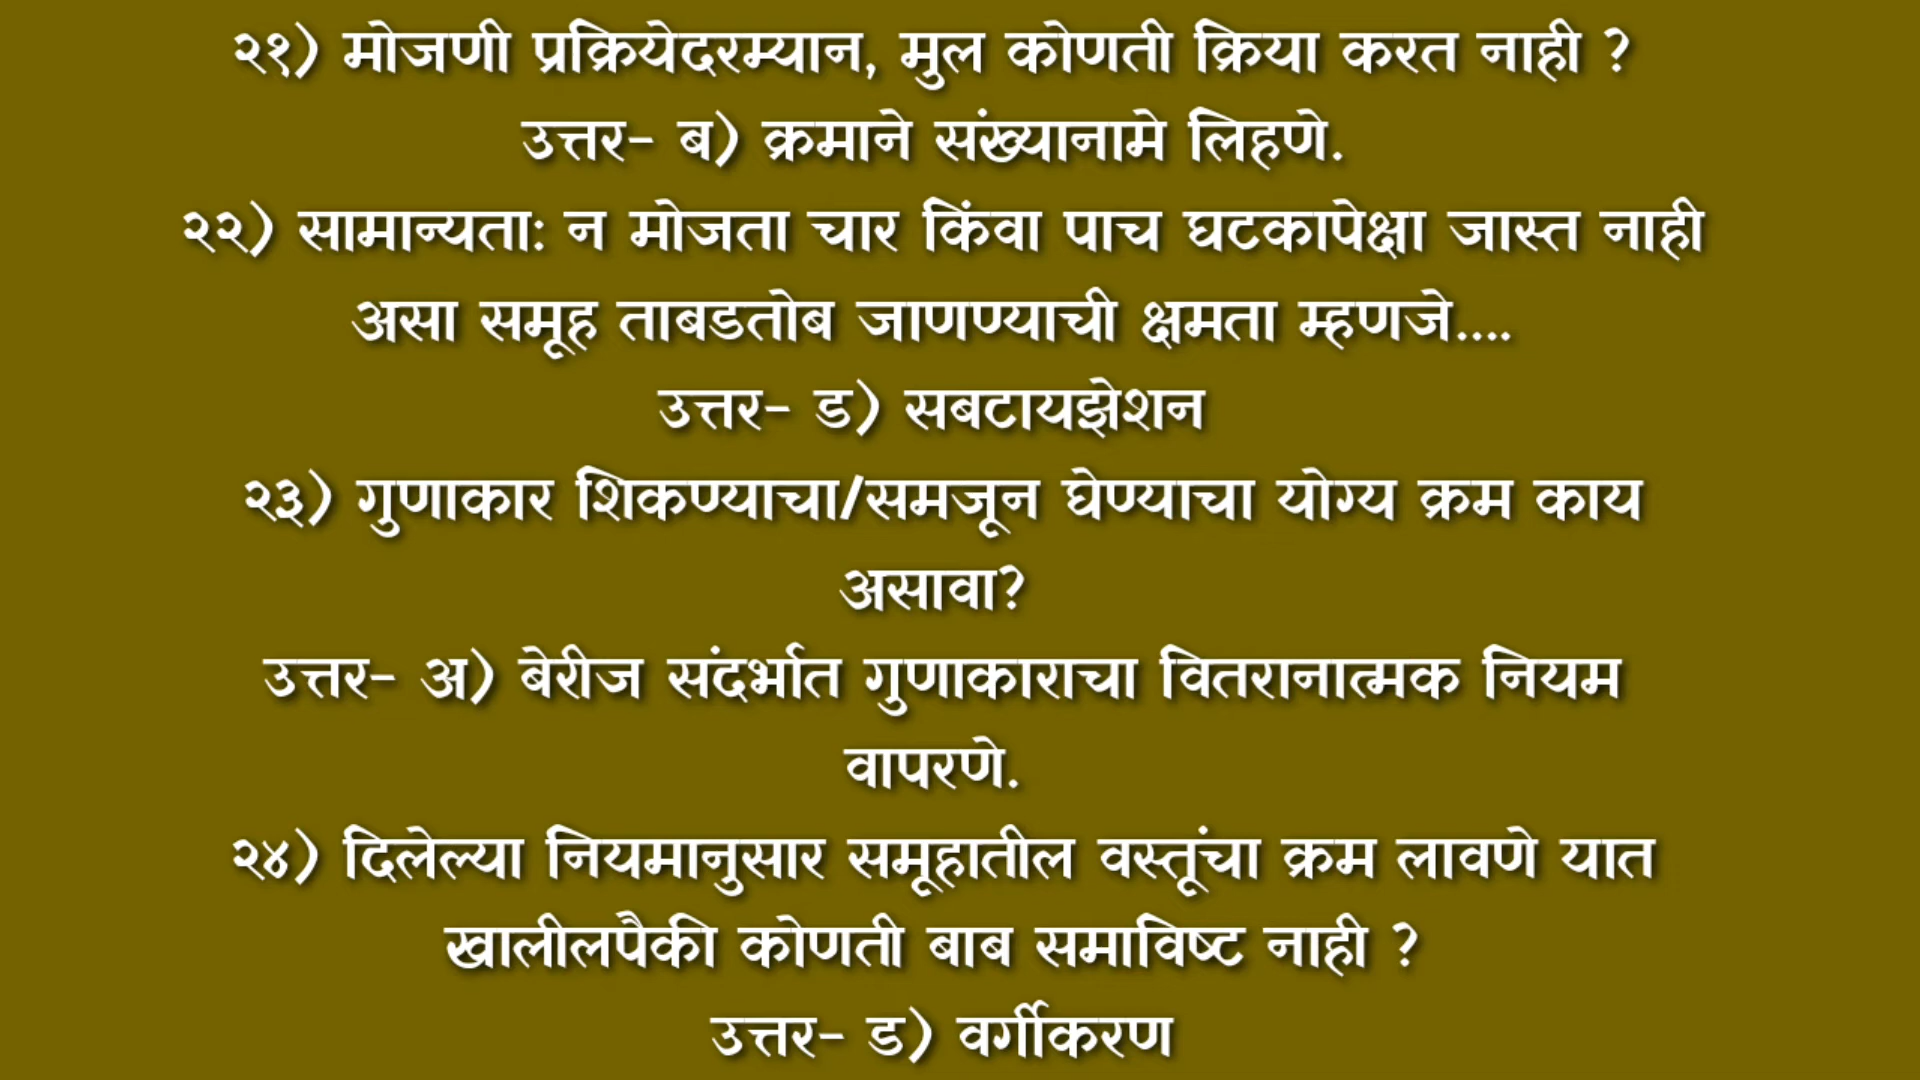 २१) मोजणी प्रक्रियेदरम्यान, मुल कोणती क्रिया करत नाही ?
उत्तर- ब) क्रमाने संख्यानामे लिहणे.
२२) सामान्यता: न मोजता चार किंवा पाच घटकापेक्षा जास्त नाही
असा समूह ताबडतोब जाणण्याची क्षमता म्हणजे....
उत्तर- ड) सबटायझेशन
२३) गुणाकार शिकण्याचा/समजून घेण्याचा योग्य क्रम काय
असावा?
उत्तर- अ) बेरीज संदर्भात गुणाकाराचा वितरानात्मक नियम
वापरणे.
२४) दिलेल्या नियमानुसार समूहातील वस्तूंचा क्रम लावणे यात
खालीलपैकी कोणती बाब समाविष्ट नाही ?
उत्तर- ड) वर्गीकरण